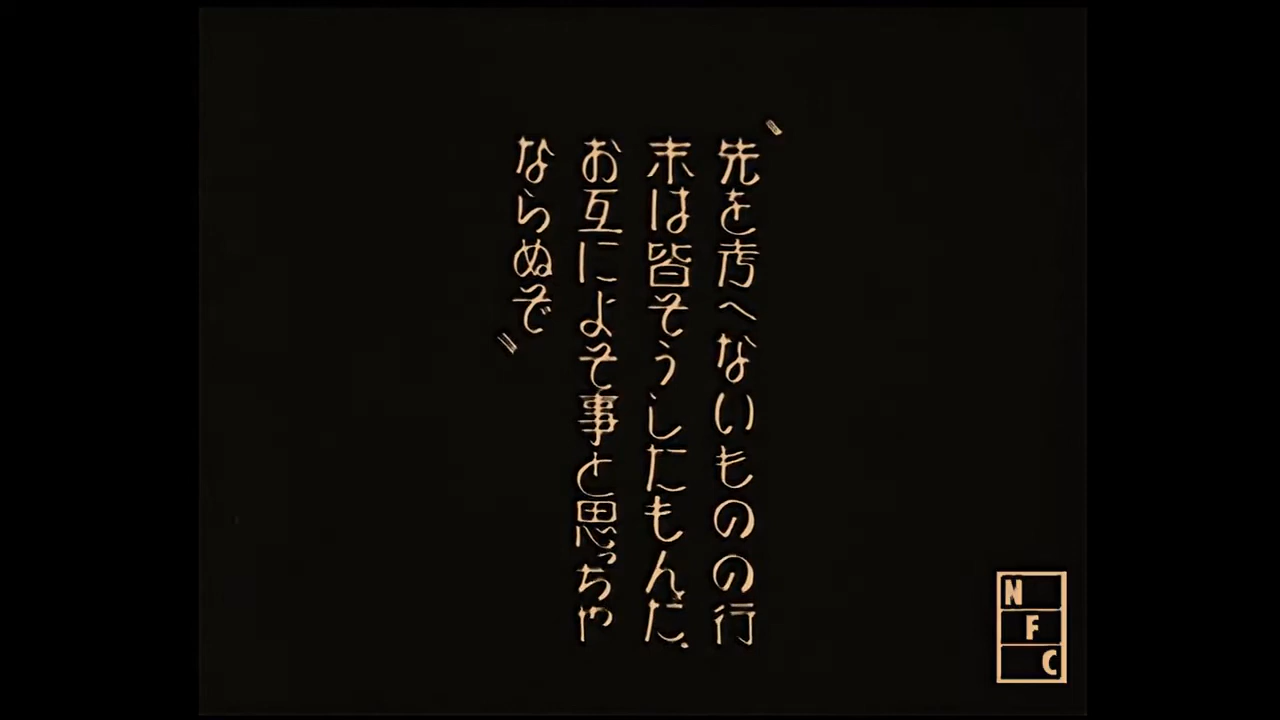 〝先を考へないものの行
末は皆そうしたもんだ、
お互によそ事と思っちゃ
ならぬぞ〟
N
F
C